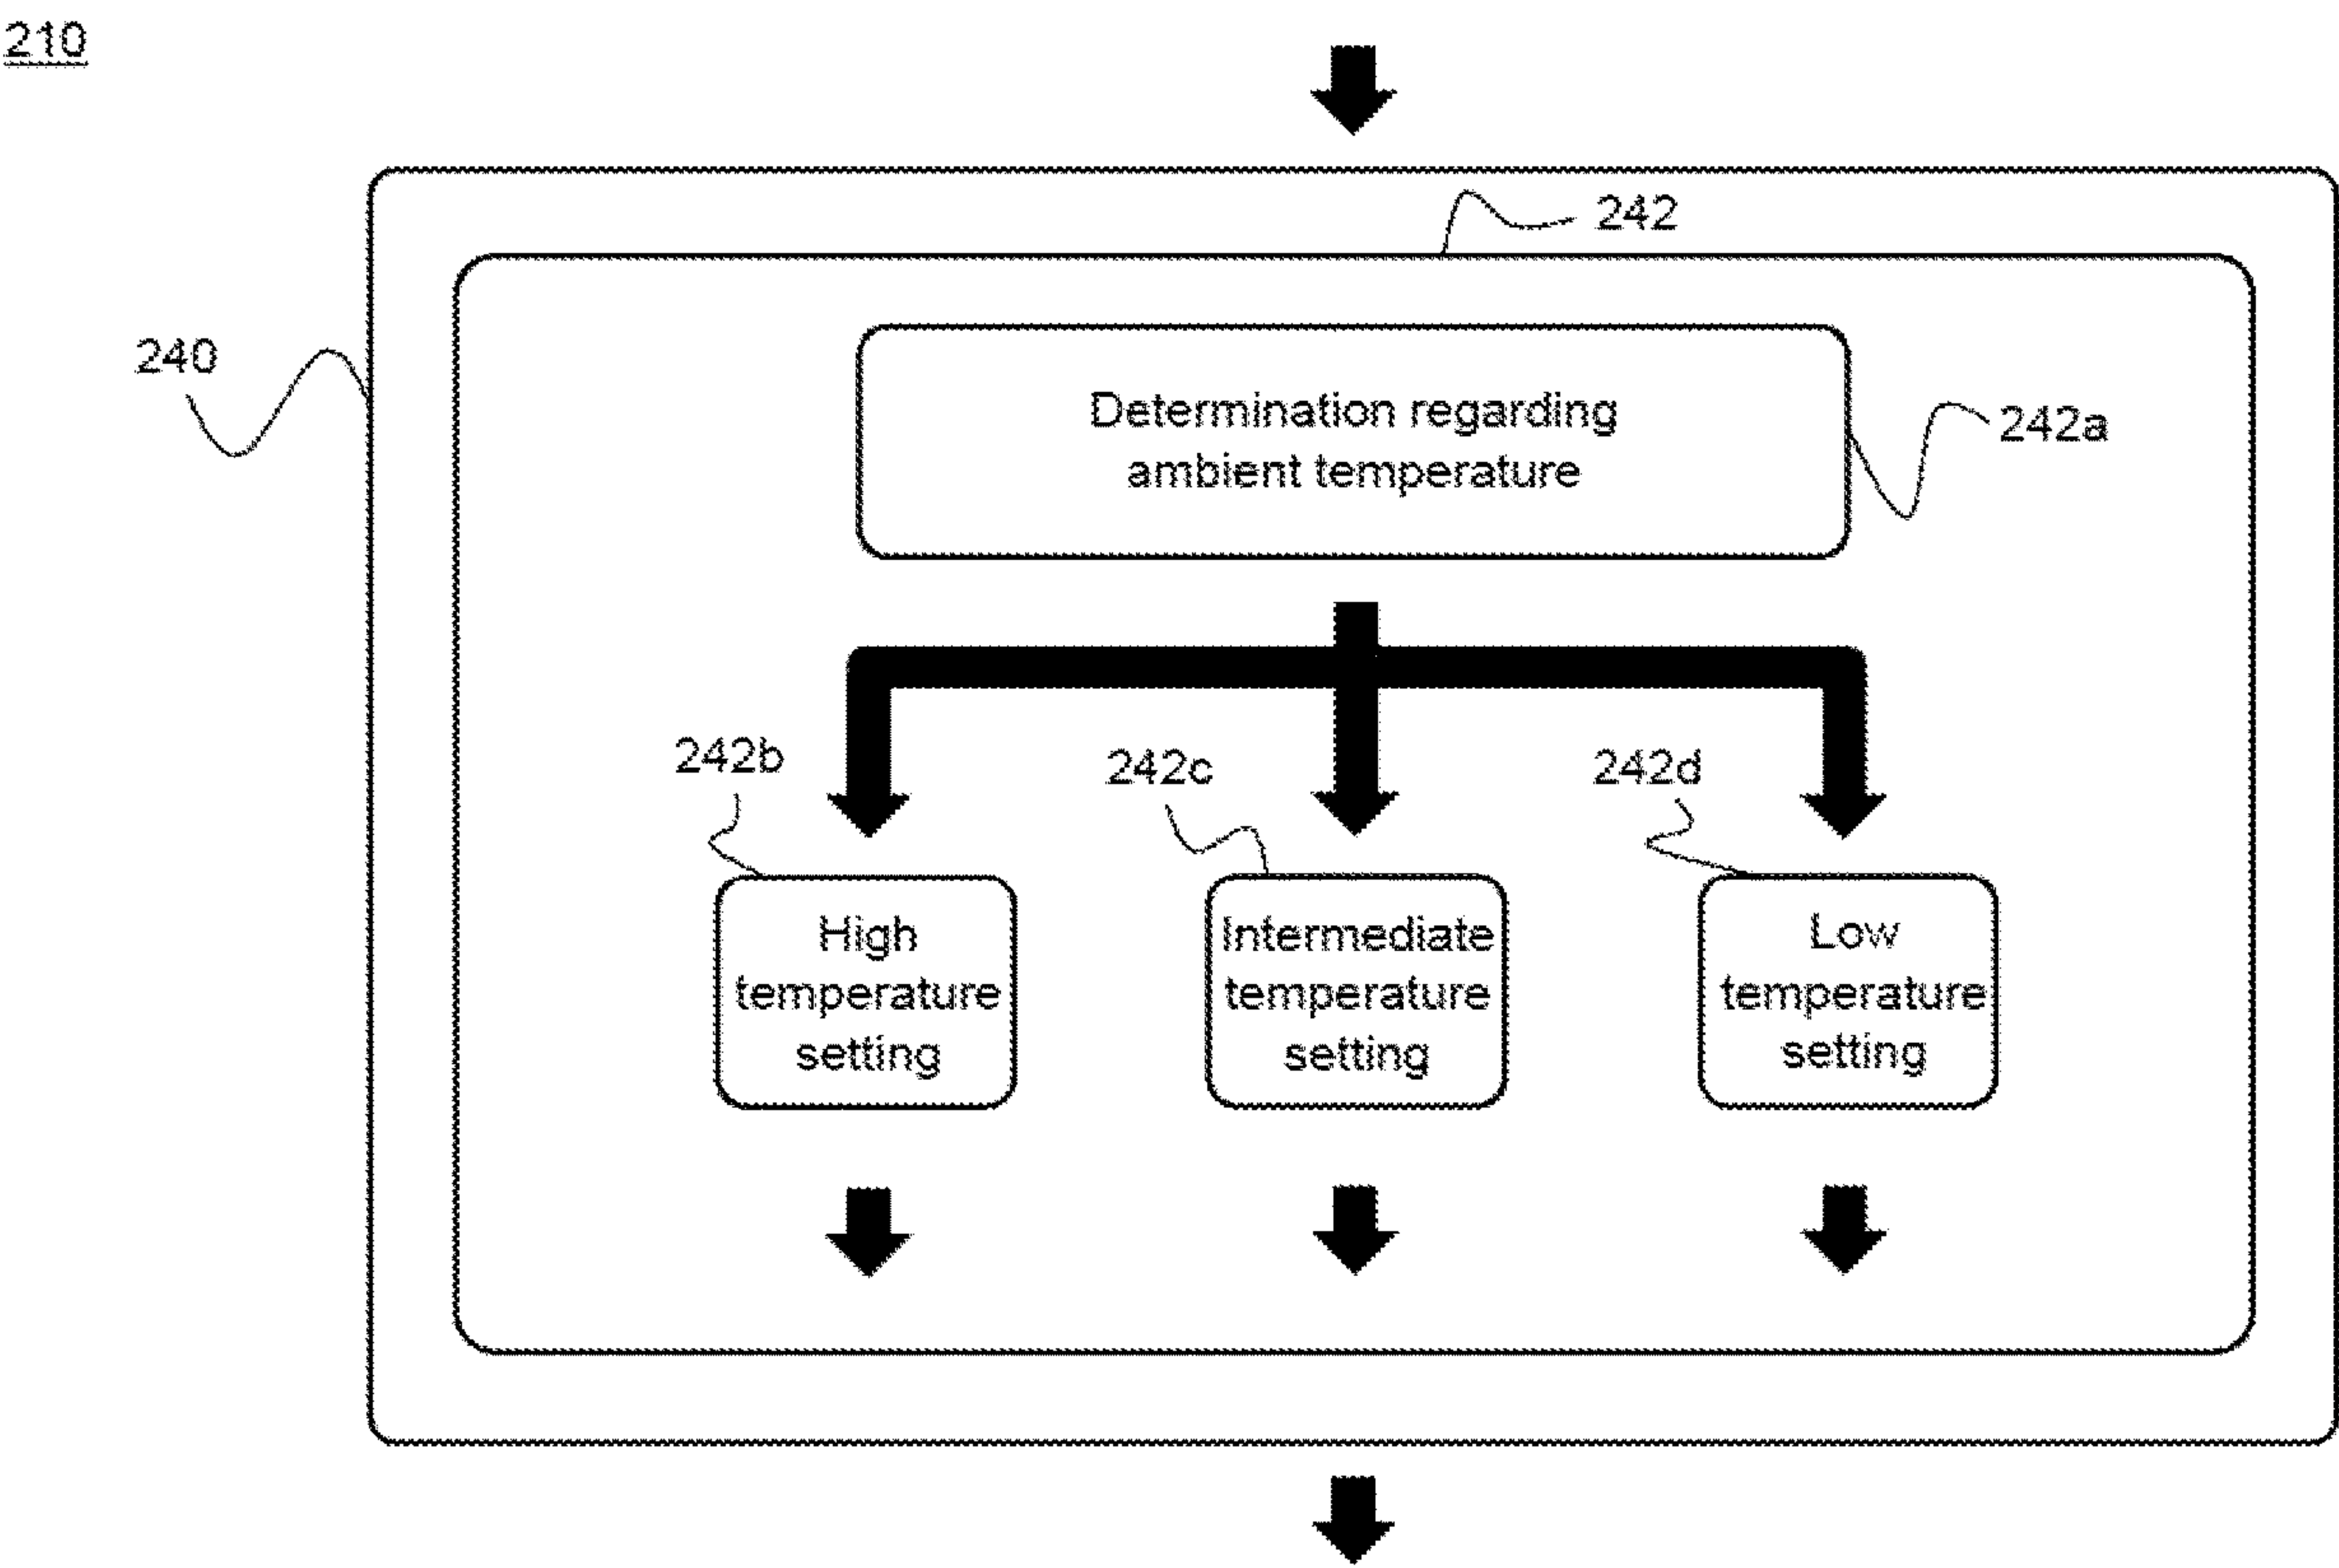 210
242
240
Determination regarding
ambient temperature
242a
242b
242c
242d
High
temperature
setting
Intermediate
temperature
setting
Low
temperature
setting